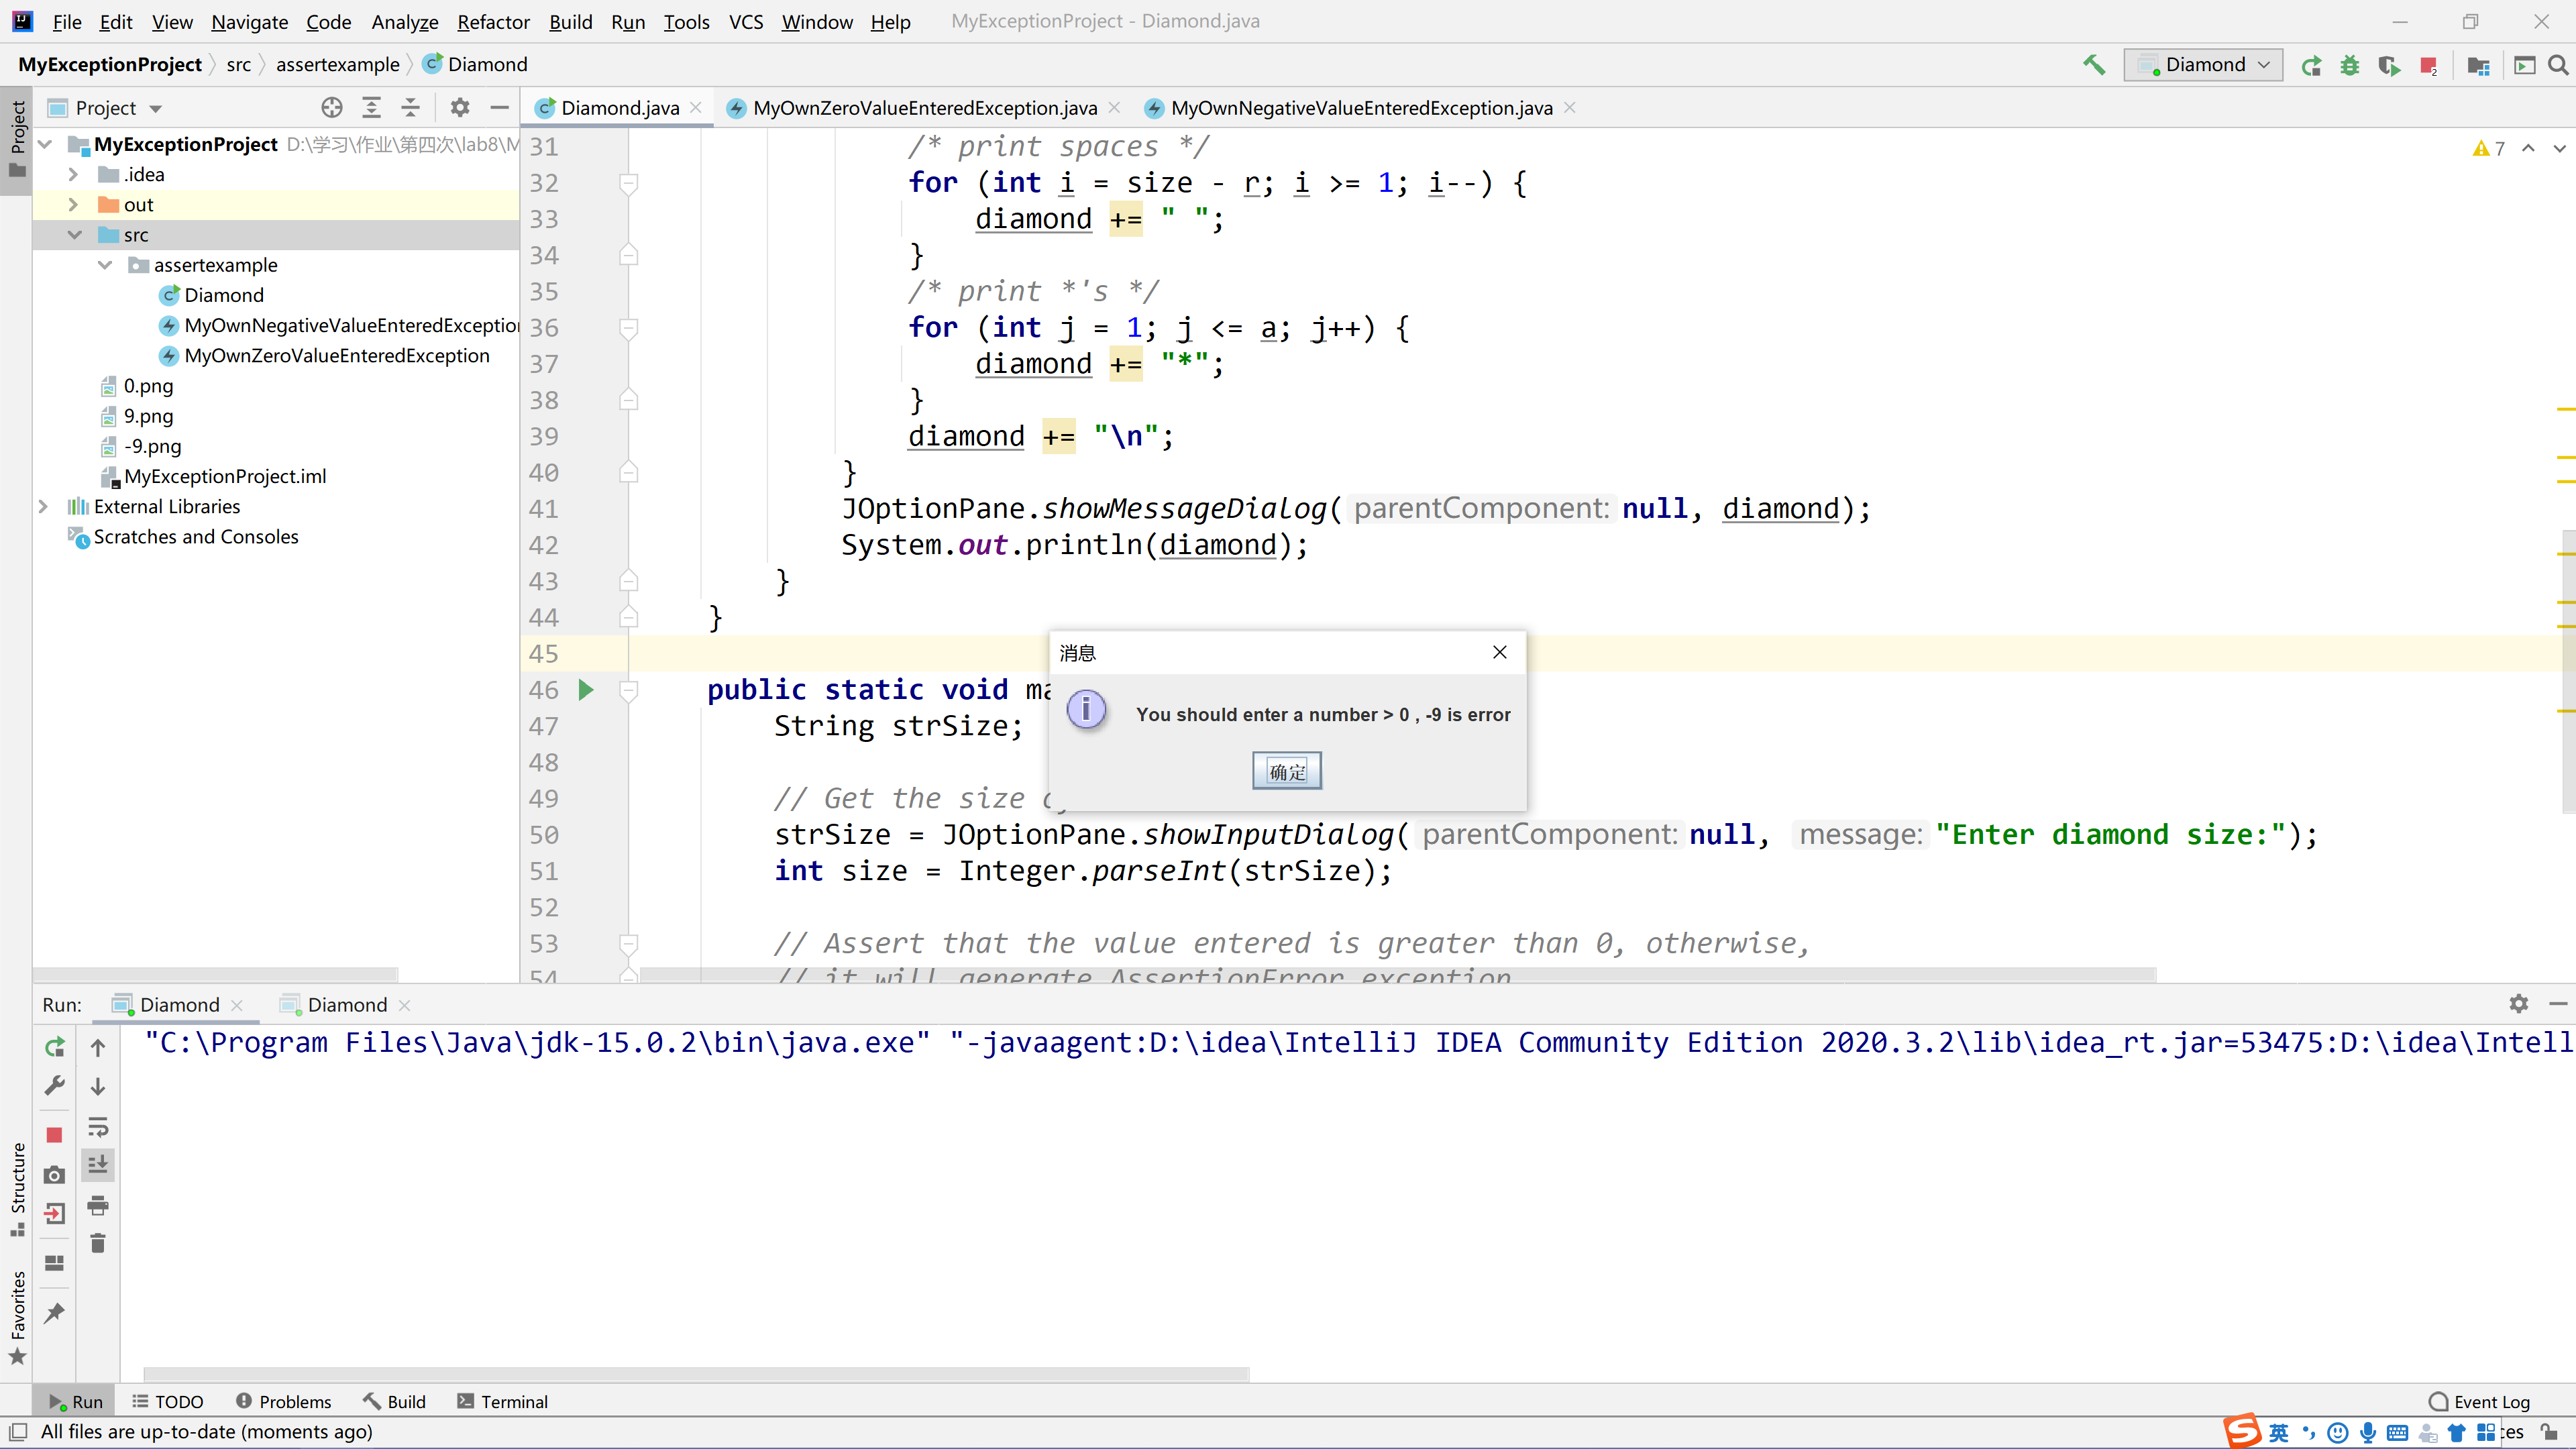 File Edit View Navigate Code Analyze Refactor Build Run Tools VCS Window Help MyExceptionProject - Diamond.java
MyExceptionProject src assertexample Diamond
Diamond
Project
Project
Diamond.java MyOwnZeroValueEnteredException.java MyOwnNegativeValueEnteredException.java
MyExceptionProject D:\学习\作业\第四次\lab8\M
.idea
out
src
assertexample
Diamond
MyOwnNegativeValueEnteredExceptio
MyOwnZeroValueEnteredException
0.png
9.png
-9.png
MyExceptionProject.iml
External Libraries
Scratches and Consoles
7
31 /* print spaces */
32 for (int i = size - r; i >= 1; i--) {
33 diamond += " ";
34 }
35 /* print *'s */
36 for (int j = 1; j <= a; j++) {
37 diamond += "*";
38 }
39 diamond += "\n";
40 }
41 JOptionPane.showMessageDialog( parentComponent: null, diamond);
42 System.out.println(diamond);
43 }
44 }
45
46 public static void ma
47 String strSize;
48
49 // Get the size o
50 strSize = JOptionPane.showInputDialog( parentComponent: null, message: "Enter diamond size:");
51 int size = Integer.parseInt(strSize);
52
53 // Assert that the value entered is greater than 0, otherwise,
54 // it will generate AssertionError exception
消息
You should enter a number > 0 , -9 is error
确定
Run: Diamond Diamond
"C:\Program Files\Java\jdk-15.0.2\bin\java.exe" "-javaagent:D:\idea\IntelliJ IDEA Community Edition 2020.3.2\lib\idea_rt.jar=53475:D:\idea\Intell
Structure
Favorites
Run TODO Problems Build Terminal Event Log
All files are up-to-date (moments ago)
英